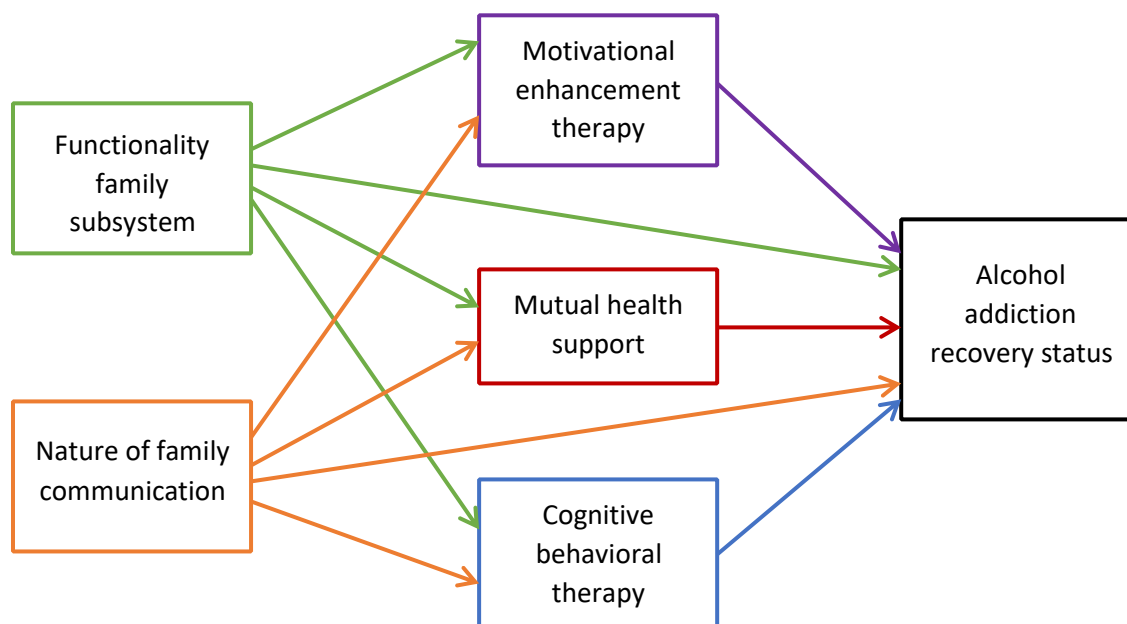 Motivational
enhancement
therapy
Functionality
family
subsystem
Mutual health
support
Alcohol
addiction
recovery status
Nature of family
communication
Cognitive
behavioral
therapy